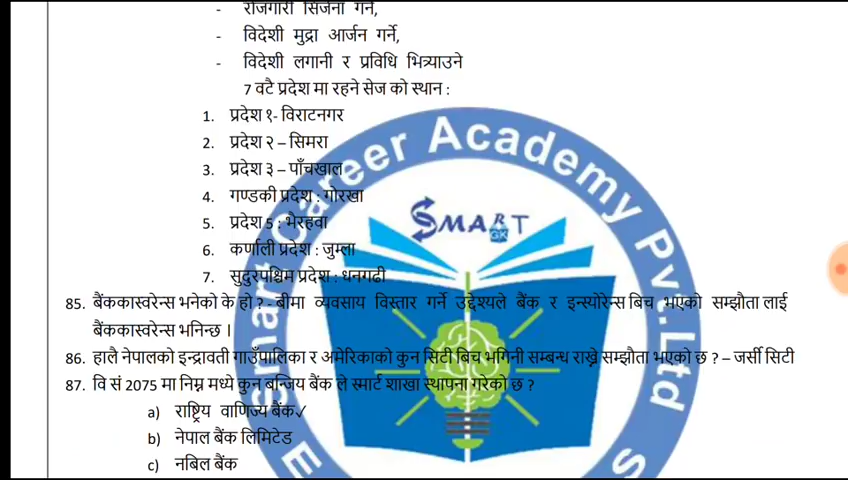 - रोजगारी सिर्जना गर्ने,
- विदेशी मुद्रा आर्जन गर्ने,
- विदेशी लगानी र प्रविधि भित्र्याउने
7 वटै प्रदेश मा रहने सेज को स्थान :
1. प्रदेश १- विराटनगर
2. प्रदेश २ – सिमरा
3. प्रदेश ३ – पाँचखाल
4. गण्डकी प्रदेश : गोरखा
5. प्रदेश 5 : भैरहवा
6. कर्णाली प्रदेश : जुम्ला
7. सुदुरपश्चिम प्रदेश : धनगढी
85. बैंककास्वरेन्स भनेको के हो ? - बीमा व्यवसाय विस्तार गर्ने उद्देश्यले बैंक र इन्स्योरेन्स बिच भएको सम्झौता लाई
बैंककास्वरेन्स भनिन्छ ।
86. हालै नेपालको इन्द्रावती गाउँपालिका र अमेरिकाको कुन सिटी बिच भगिनी सम्बन्ध राख्ने सम्झौता भएको छ ? – जर्सी सिटी
87. वि सं 2075 मा निम्न मध्ये कुन बन्जिय बैंक ले स्मार्ट शाखा स्थापना गरेको छ ?
a) राष्ट्रिय वाणिज्य बैंक✓
b) नेपाल बैंक लिमिटेड
c) नबिल बैंक
Smart Career Academy Pvt. Ltd
SMART
GK